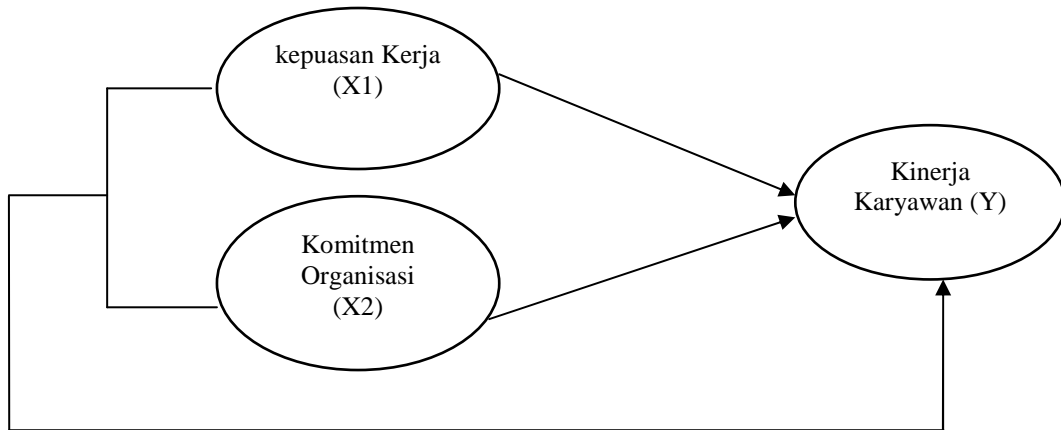 kepuasan Kerja
(X1)
Komitmen
Organisasi
(X2)
Kinerja
Karyawan (Y)